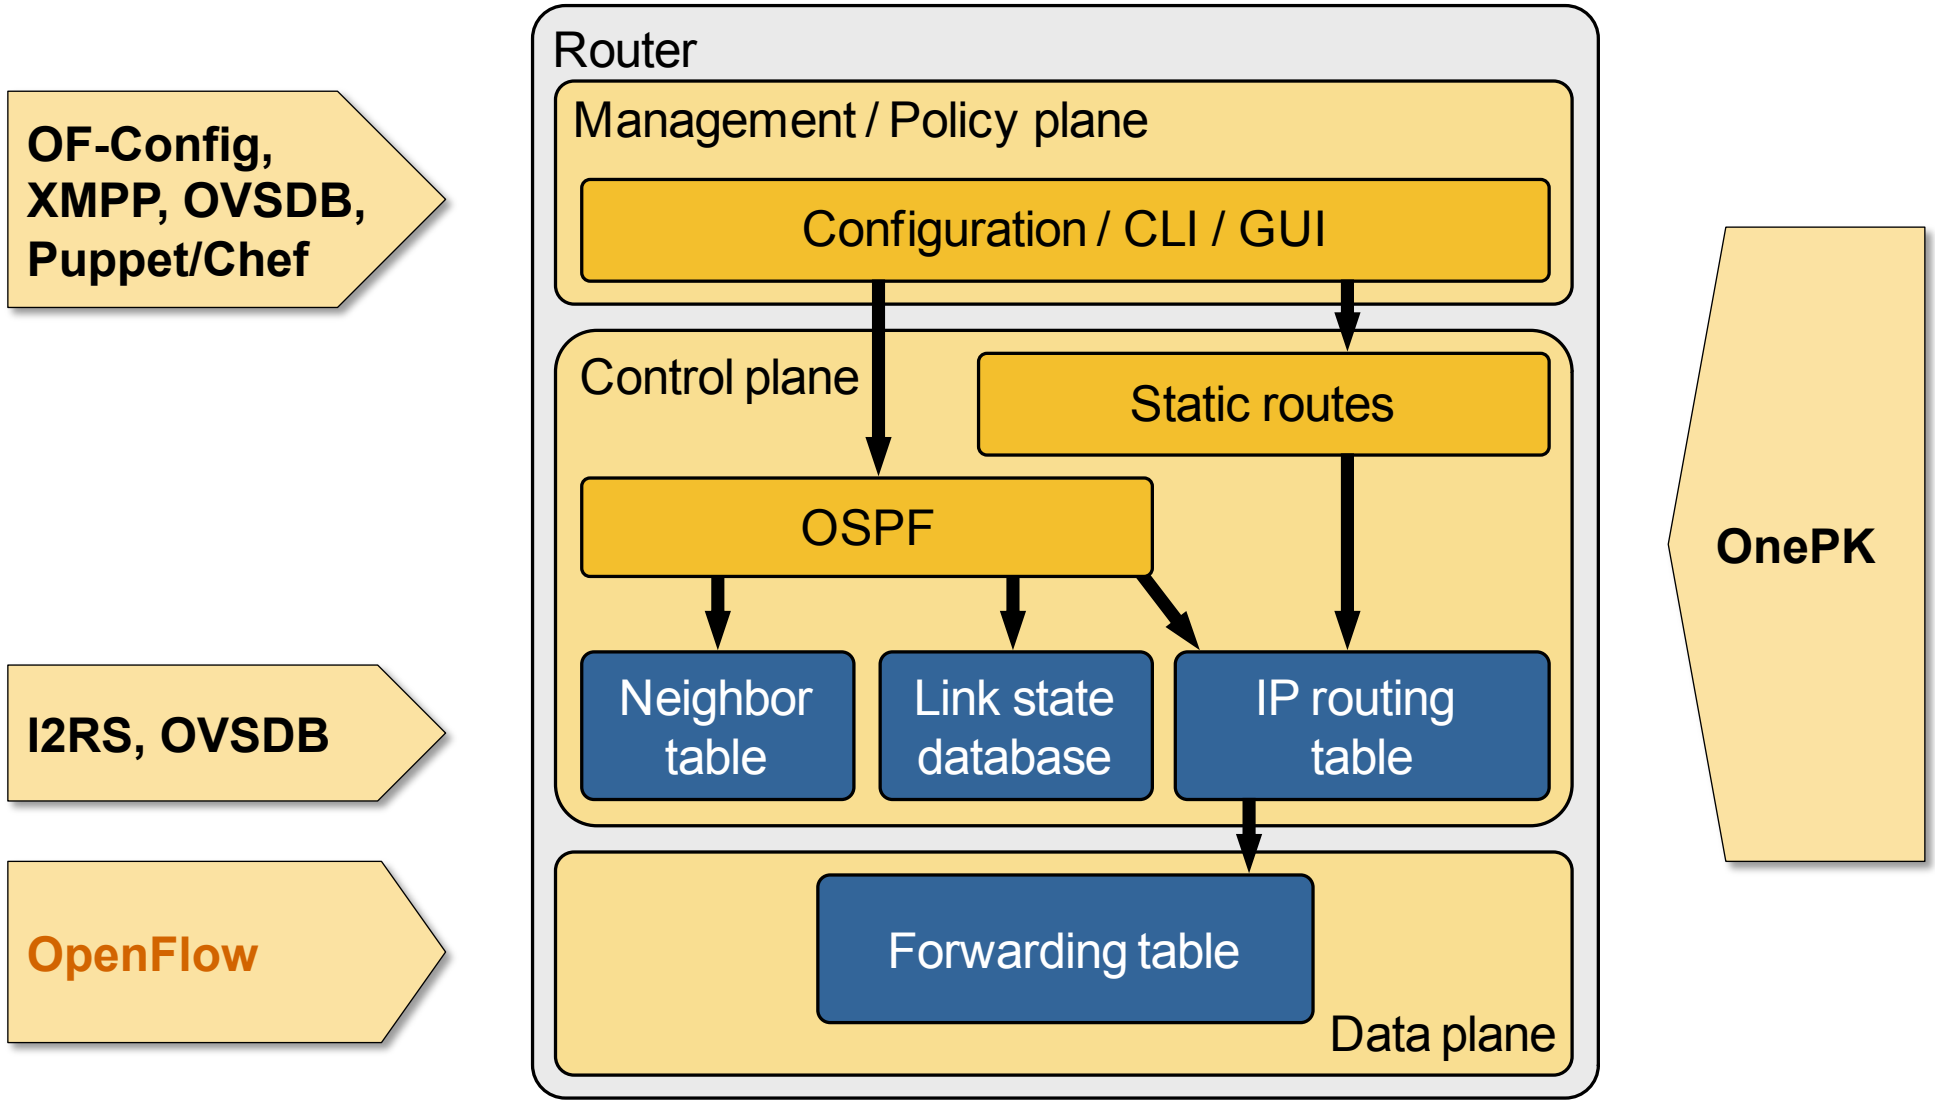 Router
Management / Policy plane
OF-Config,
XMPP, OVSDB,
Puppet/Chef
Configuration / CLI / GUI
Control plane
Static routes
OSPF
OnePK
Neighbor
table
Link state
database
IP routing
table
I2RS, OVSDB
OpenFlow
Forwarding table
Data plane